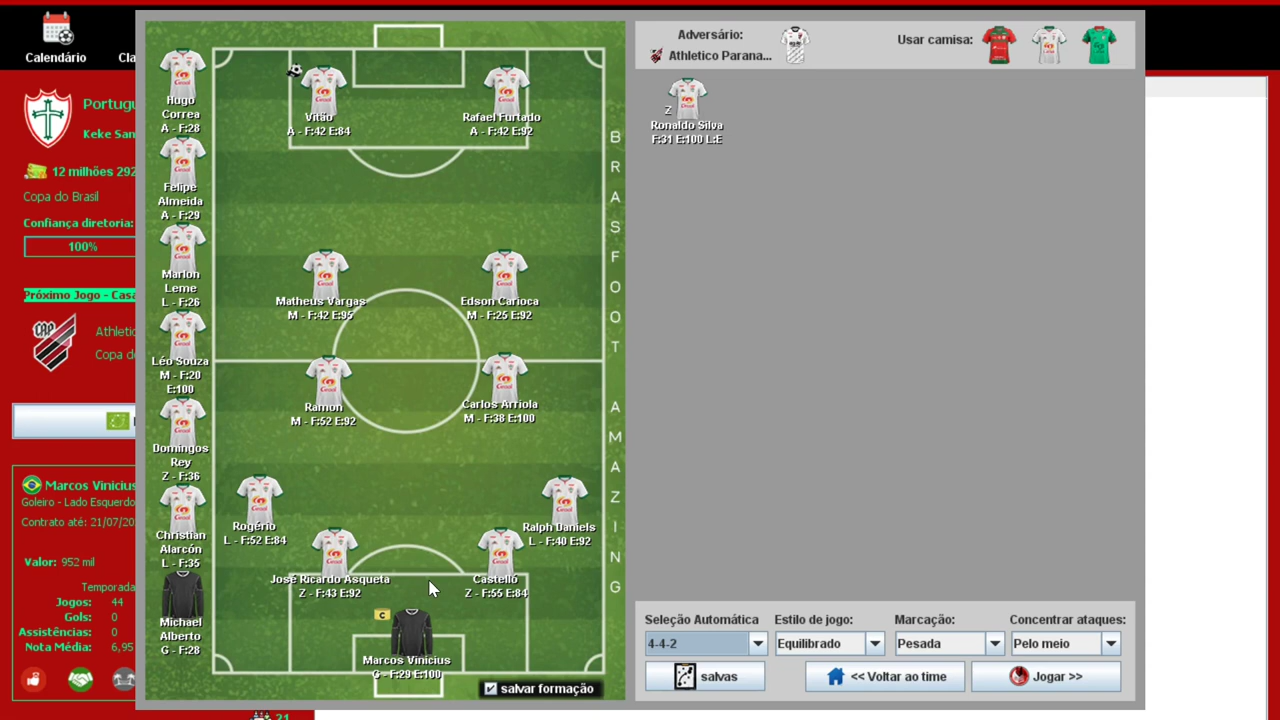 Calendário
Cla
Portugu
Keke San
12 milhões 292
Copa do Brasil
Confiança diretoria:
100%
Próximo Jogo - Casa
CAP
Athletic
Copa do
Marcos Vinicius
Goleiro - Lado Esquerdo
Contrato até: 21/07/20
Valor: 952 mil
Temporada
Jogos: 44
Gols: 0
Assistências: 0
Nota Média: 6,95
21
Hugo
Correa
A - F:28
Felipe
Almeida
A - F:29
Marlon
Leme
L - F:26
Léo Souza
M - F:20
E:100
Domingos
Rey
Z - F:36
Christian
Alarcón
L - F:35
Michael
Alberto
G - F:28
Vitão
A - F:42 E:84
Rafael Furtado
A - F:42 E:92
Matheus Vargas
M - F:42 E:95
Edson Carioca
M - F:25 E:92
Ramon
M - F:52 E:92
Carlos Arriola
M - F:38 E:100
Rogério
L - F:52 E:84
Ralph Daniels
L - F:40 E:92
José Ricardo Asqueta
Z - F:43 E:92
Castelló
Z - F:55 E:84
C
Marcos Vinicius
G - F:29 E:100
BRASFOOT AMAZING
salvar formação
Adversário:
Athletico Parana...
Usar camisa:
Z
Ronaldo Silva
F:31 E:100 L:E
Seleção Automática
4-4-2
Estilo de jogo:
Equilibrado
Marcação:
Pesada
Concentrar ataques:
Pelo meio
salvas
<< Voltar ao time
Jogar >>